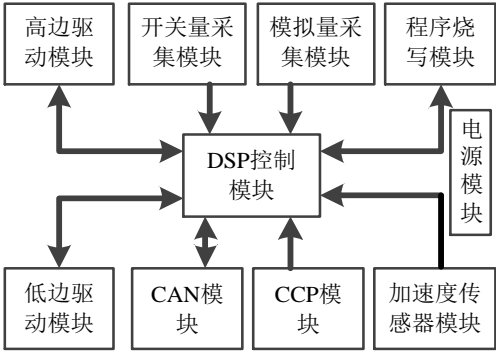 高边驱
动模块
开关量采
集模块
模拟量采
集模块
程序烧
写模块
电
源
模
块
DSP控制
模块
低边驱
动模块
CAN模
块
CCP模
块
加速度传
感器模块